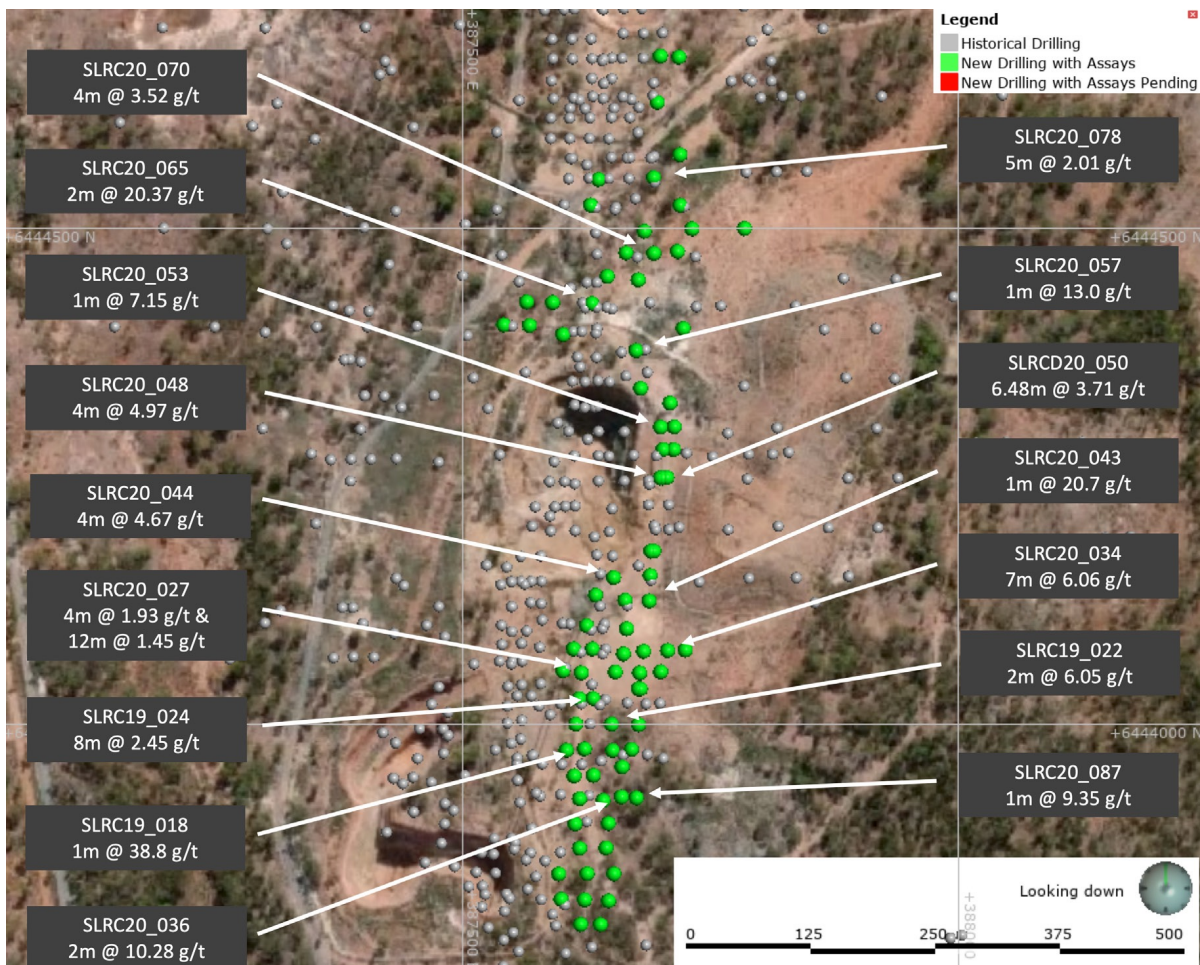 Legend
Historical Drilling
New Drilling with Assays
New Drilling with Assays Pending
387500 E
SLRC20_070
4m @ 3.52 g/t
SLRC20_065
2m @ 20.37 g/t
SLRC20_053
1m @ 7.15 g/t
SLRC20_048
4m @ 4.97 g/t
SLRC20_044
4m @ 4.67 g/t
SLRC20_027
4m @ 1.93 g/t &
12m @ 1.45 g/t
SLRC19_024
8m @ 2.45 g/t
SLRC19_018
1m @ 38.8 g/t
SLRC20_036
2m @ 10.28 g/t
+6444500 N
SLRC20_078
5m @ 2.01 g/t
+6444500 N
SLRC20_057
1m @ 13.0 g/t
SLRCD20_050
6.48m @ 3.71 g/t
SLRC20_043
1m @ 20.7 g/t
SLRC20_034
7m @ 6.06 g/t
SLRC19_022
2m @ 6.05 g/t
+6444000 N
SLRC20_087
1m @ 9.35 g/t
+387500
Looking down
0 125 250 375 500